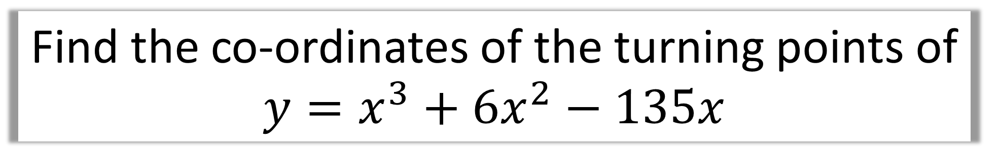 Find the co-ordinates of the turning points of
y = x³ + 6x² − 135x